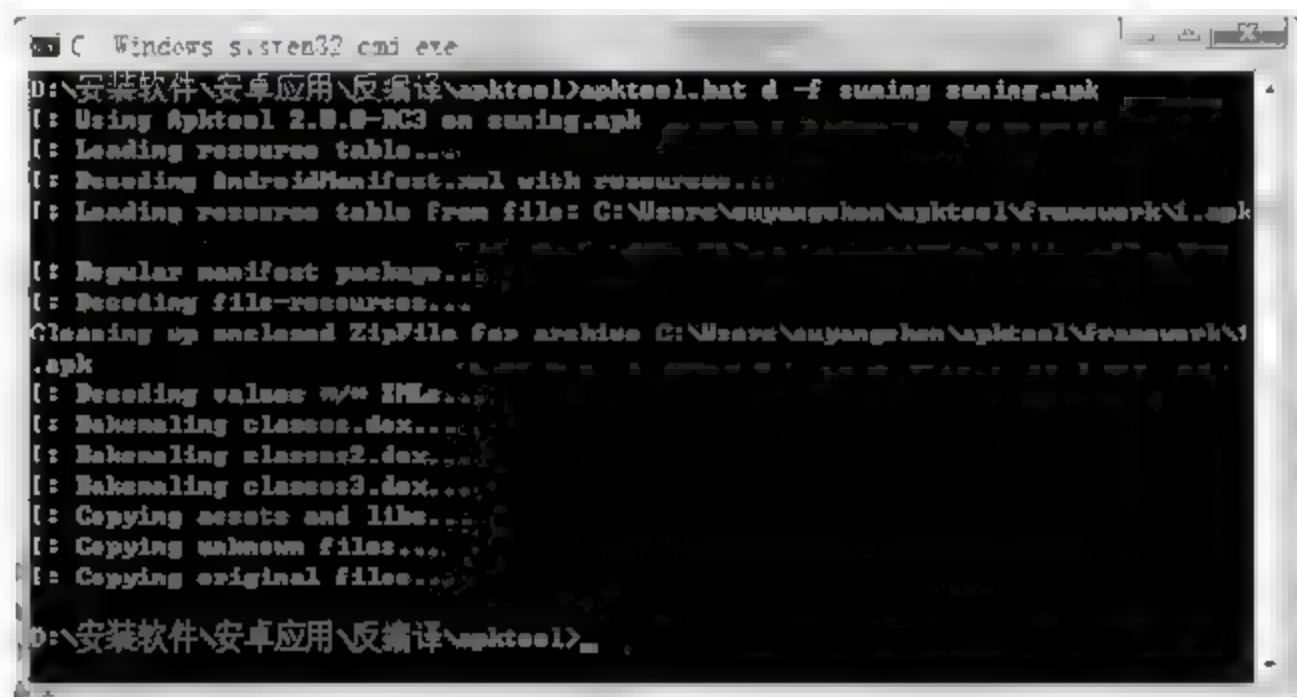 C Windows system32 cmd exe
D:\安装软件\安卓应用\反编译\apktool>apktool.bat d -f suning suning.apk
I: Using Apktool 2.0.0-RC3 on suning.apk
I: Loading resource table...
I: Decoding AndroidManifest.xml with resources...
I: Loading resource table from file: C:\Users\suyangchen\apktool\framework\1.apk
I: Regular manifest package...
I: Decoding file-resources...
Cleaning up unclosed ZipFile for archive C:\Users\suyangchen\apktool\framework\1
.apk
I: Decoding values */* XMLs...
I: Baksmaling classes.dex...
I: Baksmaling classes2.dex...
I: Baksmaling classes3.dex...
I: Copying assets and libs...
I: Copying unknown files...
I: Copying original files...
D:\安装软件\安卓应用\反编译\apktool>